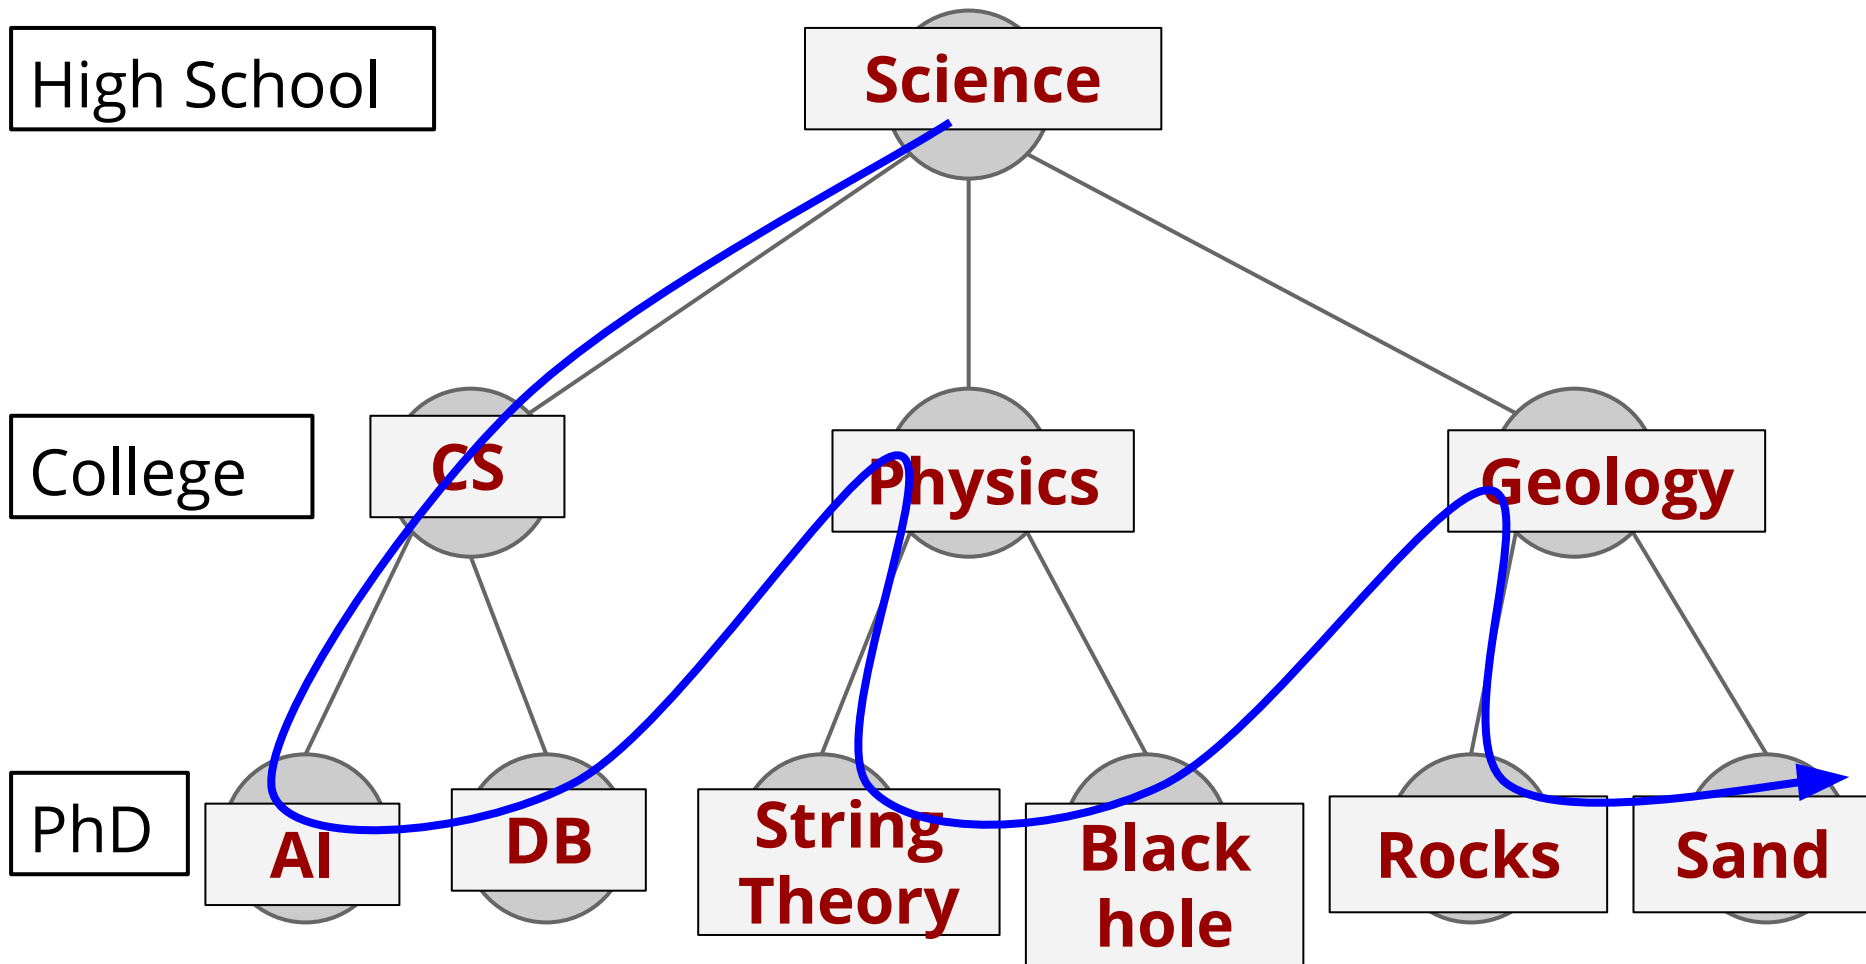 High School
Science
College
CS
Physics
Geology
PhD
AI
DB
String
Theory
Black
hole
Rocks
Sand